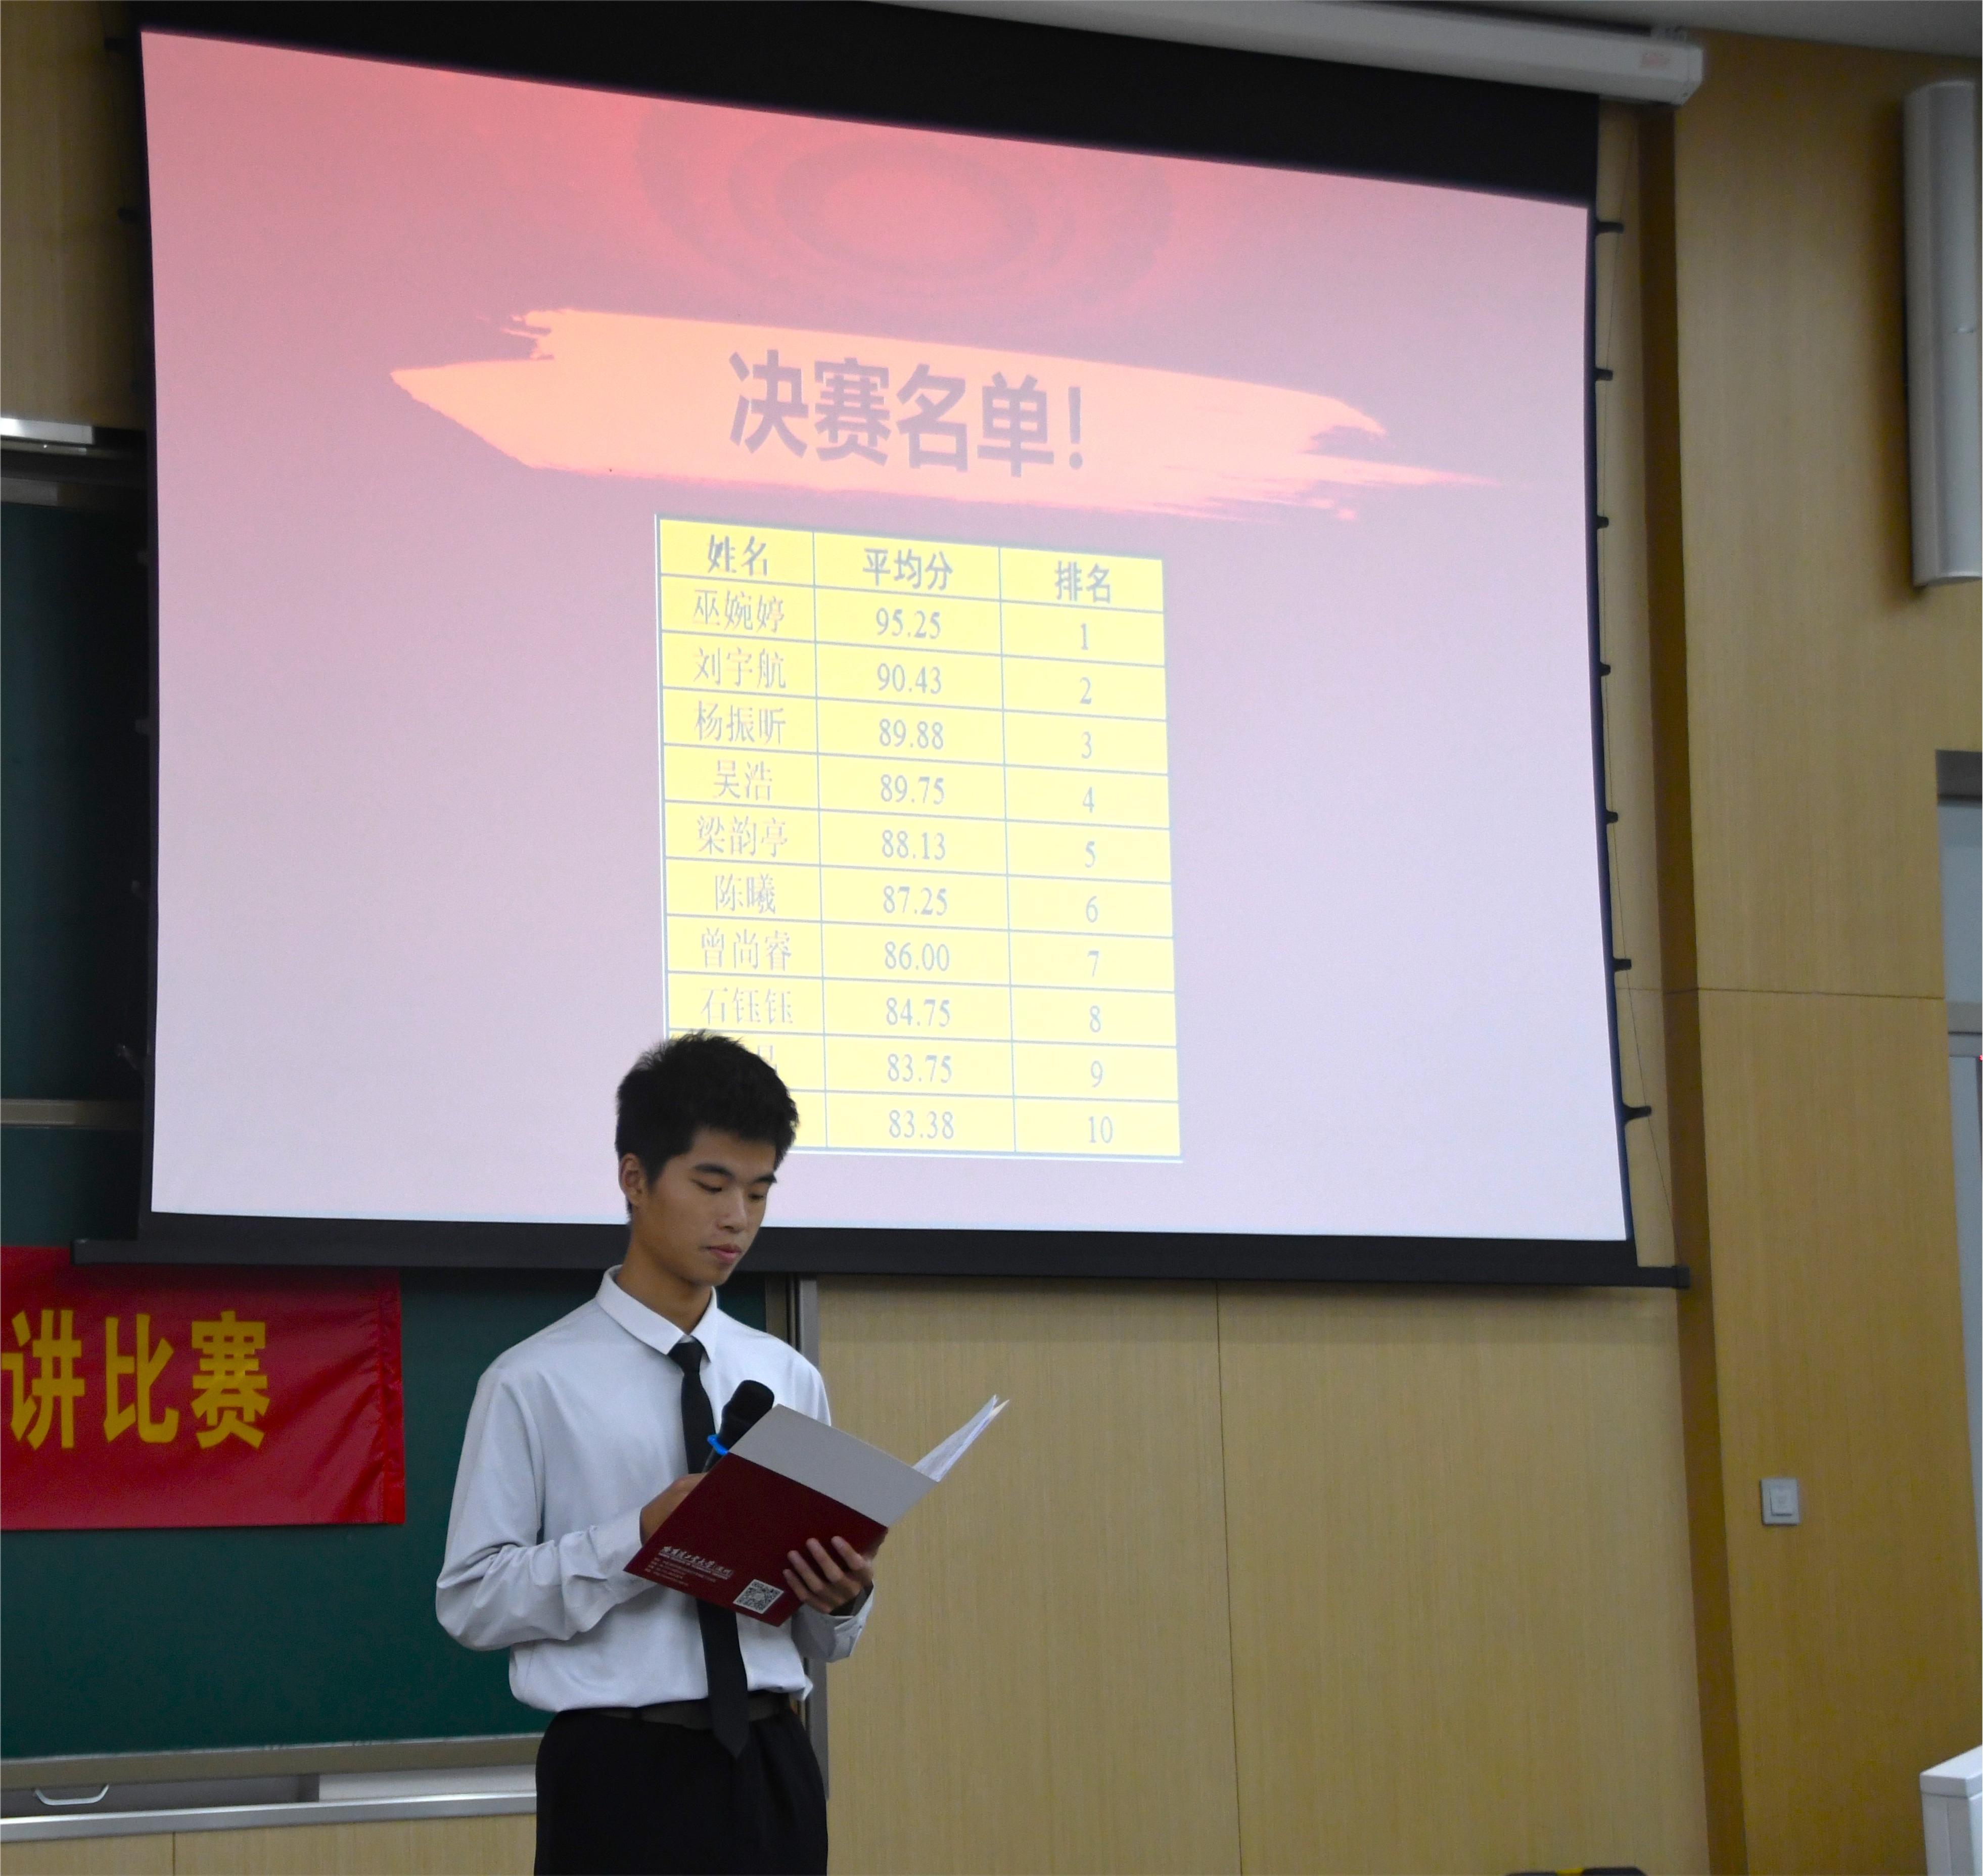 决赛名单！
姓名 平均分 排名
巫婉婷 95.25 1
刘宇航 90.43 2
杨振昕 89.88 3
吴浩 89.75 4
梁韵亭 88.13 5
陈曦 87.25 6
曾尚睿 86.00 7
石钰钰 84.75 8
83.75 9
83.38 10
讲比赛